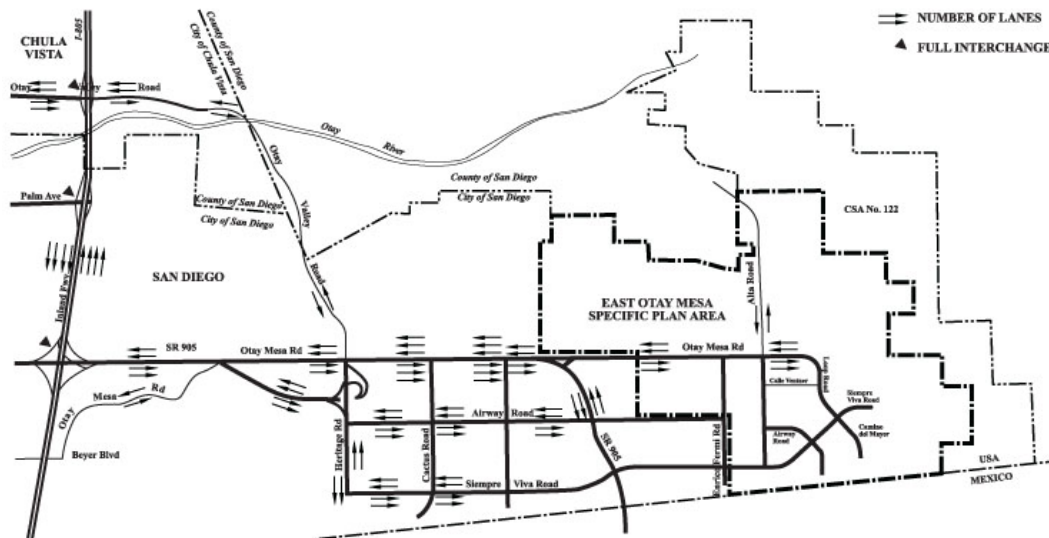 NUMBER OF LANES
FULL INTERCHANGE
CHULA
VISTA
I-805
County of San Diego
City of Chula Vista
Otay
Valley
Road
Otay
River
Otay
Valley
Road
Palm Ave
County of San Diego
City of San Diego
County of San Diego
City of San Diego
CSA No. 122
SAN DIEGO
Inland Fwy
EAST OTAY MESA
SPECIFIC PLAN AREA
Alta Road
SR 905
Otay Mesa Rd
Otay Mesa Rd
Otay
Mesa
Rd
Beyer Blvd
Heritage Rd
Cactus Road
Airway
Road
SR 905
Enrico Fermi Rd
Loop Road
Calle Ventner
Siempre
Viva Road
Camino
del Mayor
Airway
Road
Siempre
Viva Road
USA
MEXICO